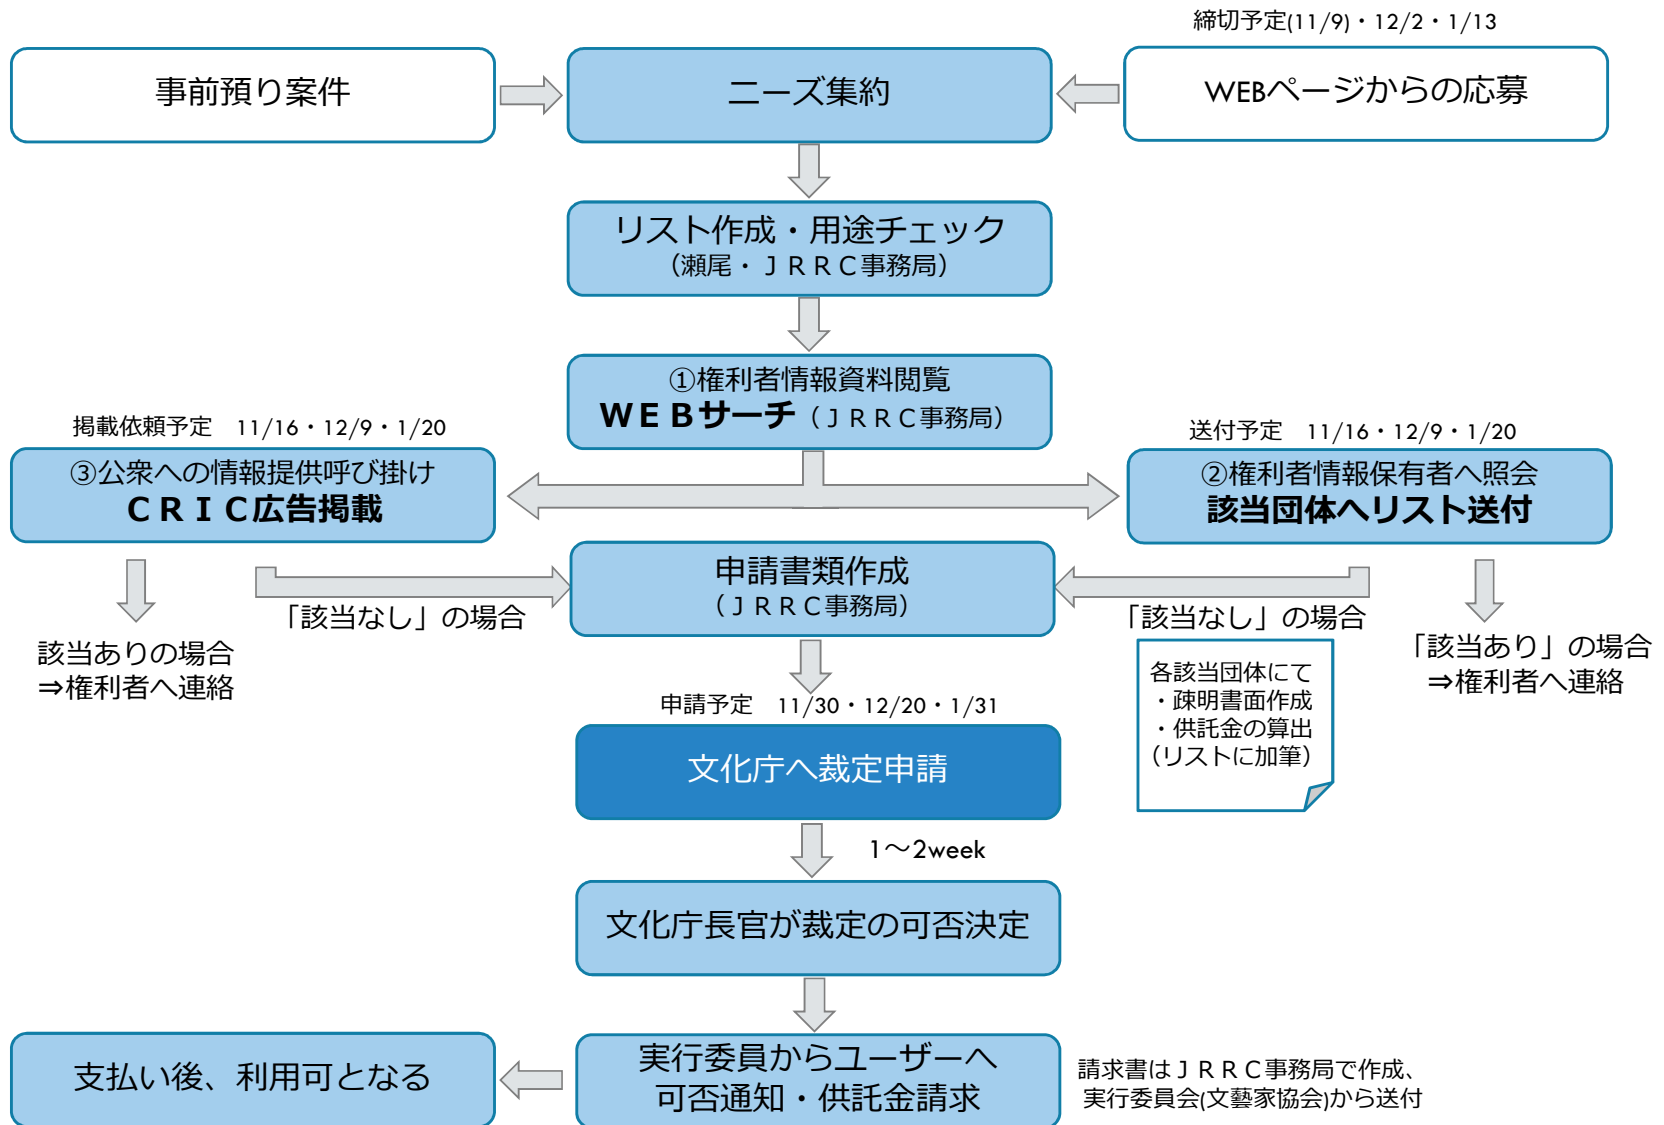 締切予定(11/9)・12/2・1/13
事前預り案件
ニーズ集約
WEBページからの応募
リスト作成・用途チェック
（瀬尾・ＪＲＲＣ事務局）
①権利者情報資料閲覧
ＷＥＢサーチ（ＪＲＲＣ事務局）
掲載依頼予定　11/16・12/9・1/20
③公衆への情報提供呼び掛け
ＣＲＩＣ広告掲載
送付予定　11/16・12/9・1/20
②権利者情報保有者へ照会
該当団体へリスト送付
申請書類作成
（ＪＲＲＣ事務局）
「該当なし」の場合
「該当なし」の場合
該当ありの場合
⇒権利者へ連絡
「該当あり」の場合
⇒権利者へ連絡
各該当団体にて
・疎明書面作成
・供託金の算出
（リストに加筆）
申請予定　11/30・12/20・1/31
文化庁へ裁定申請
1～2week
文化庁長官が裁定の可否決定
実行委員からユーザーへ
可否通知・供託金請求
支払い後、利用可となる
請求書はＪＲＲＣ事務局で作成、
実行委員会(文藝家協会)から送付